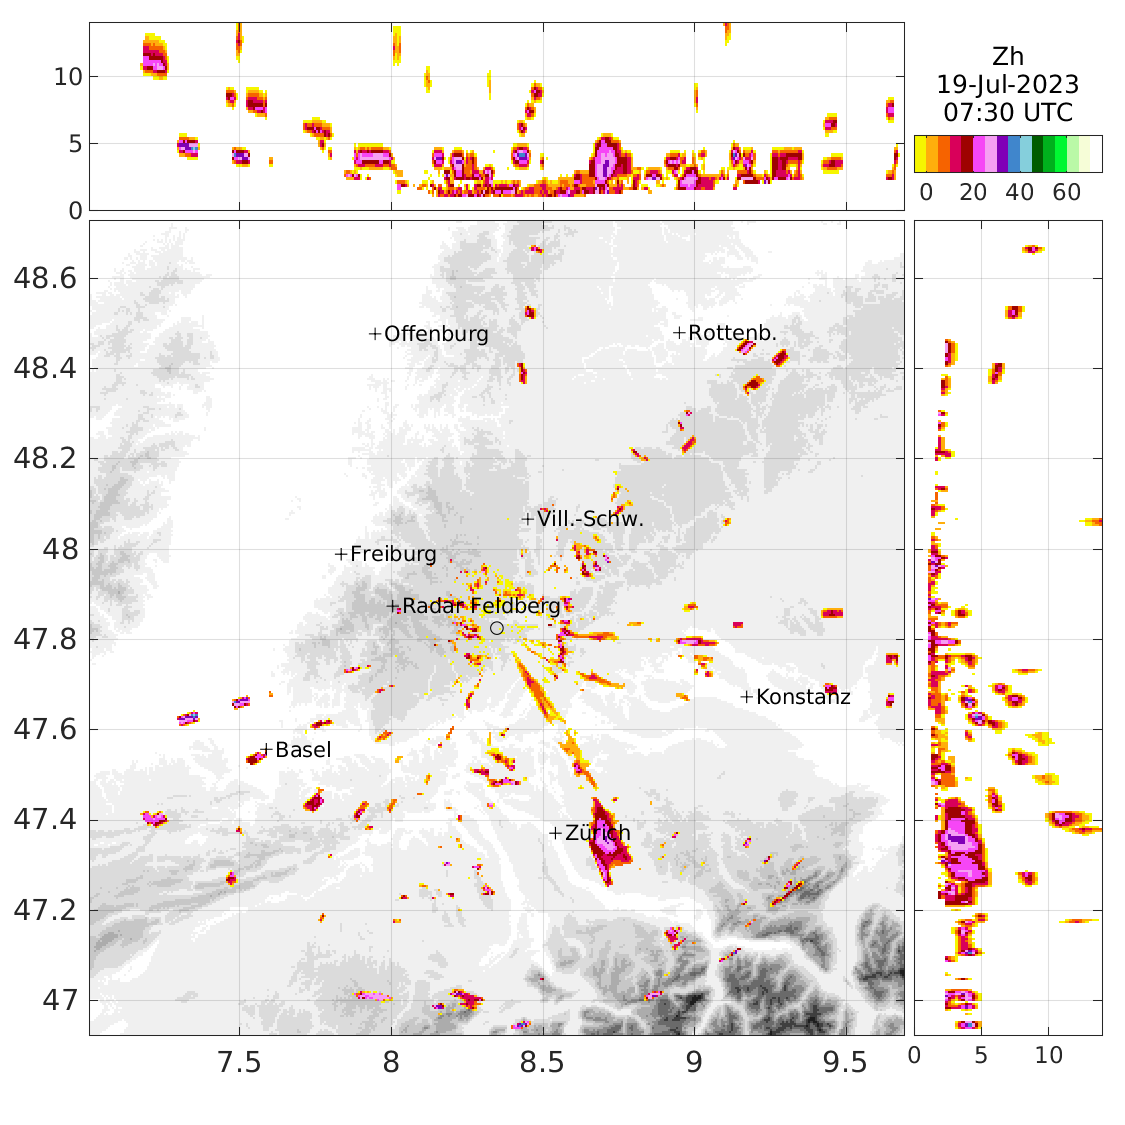 10
5
0
Zh
19-Jul-2023
07:30 UTC
0 20 40 60
48.6
48.4
48.2
48
47.8
47.6
47.4
47.2
47
+Offenburg
+Rottenb.
+Vill.-Schw.
+Freiburg
+Radar Feldberg
+Konstanz
+Basel
+Zürich
7.5 8 8.5 9 9.5
0 5 10